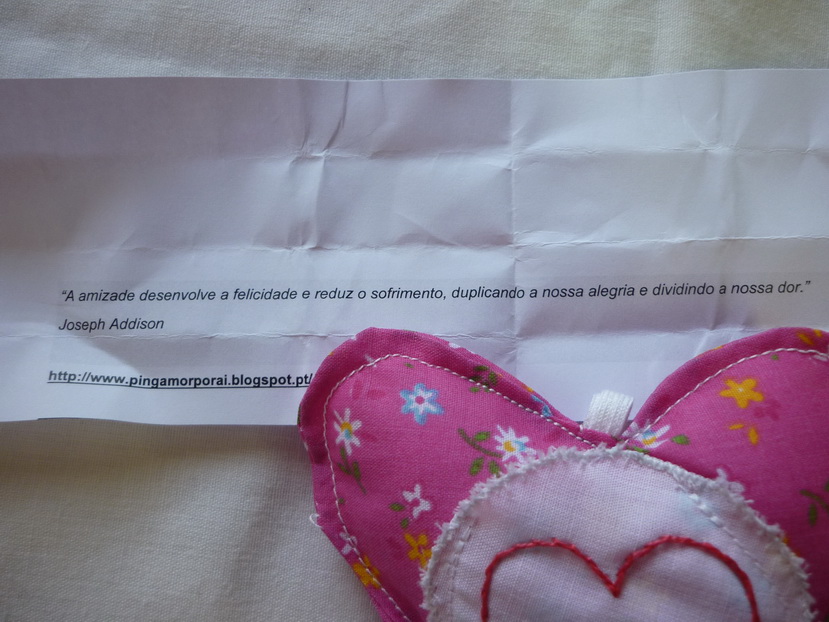 “A amizade desenvolve a felicidade e reduz o sofrimento, duplicando a nossa alegria e dividindo a nossa dor.”
Joseph Addison
http://www.pingamorporai.blogspot.pt/